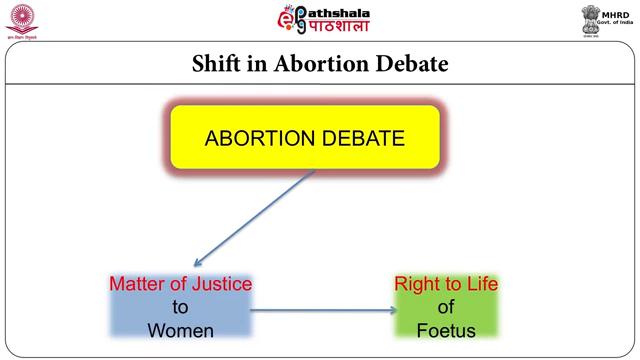 Pathshala
पाठशाला
MHRD
Govt. of India
Shift in Abortion Debate
ABORTION DEBATE
Matter of Justice
to
Women
Right to Life
of
Foetus